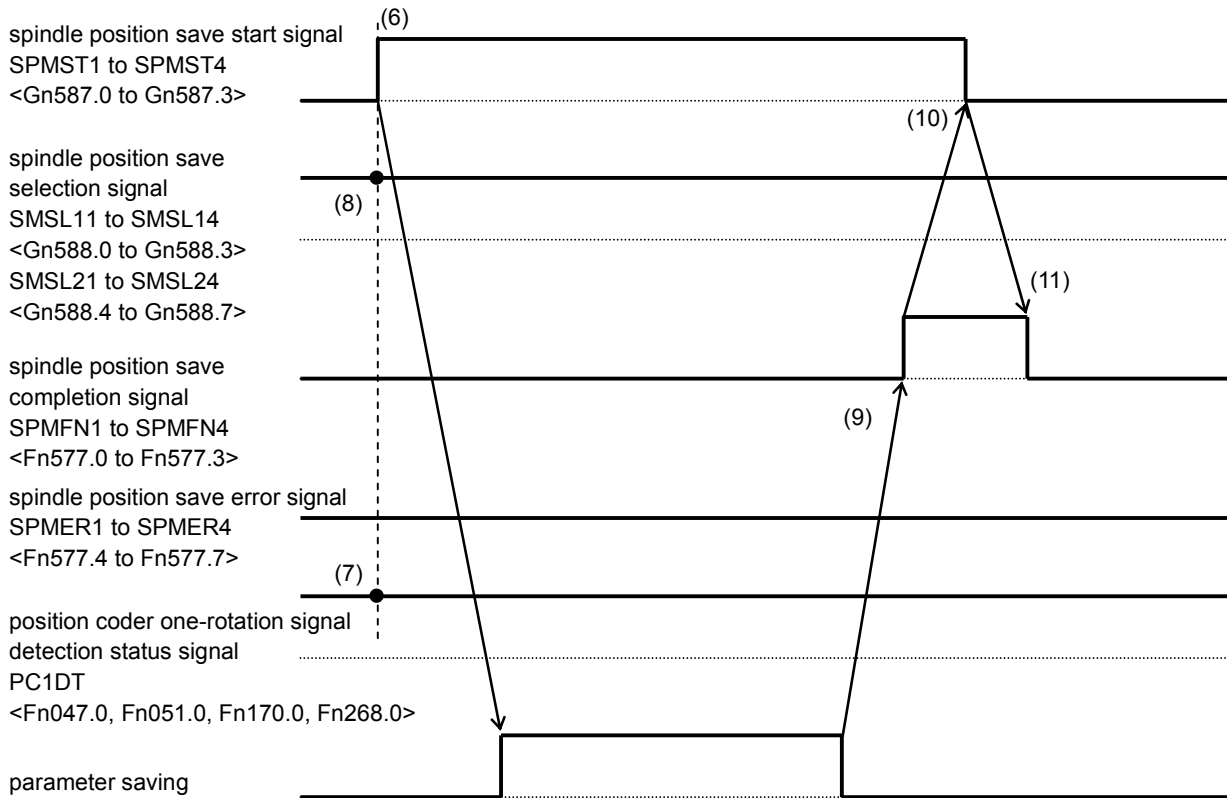 (6)
spindle position save start signal
SPMST1 to SPMST4
<Gn587.0 to Gn587.3>
(10)
spindle position save
selection signal
(8)
SMSL11 to SMSL14
<Gn588.0 to Gn588.3>
SMSL21 to SMSL24
(11)
<Gn588.4 to Gn588.7>
spindle position save
completion signal
(9)
SPMFN1 to SPMFN4
<Fn577.0 to Fn577.3>
spindle position save error signal
SPMER1 to SPMER4
<Fn577.4 to Fn577.7>
(7)
position coder one-rotation signal
detection status signal
PC1DT
<Fn047.0, Fn051.0, Fn170.0, Fn268.0>
parameter saving